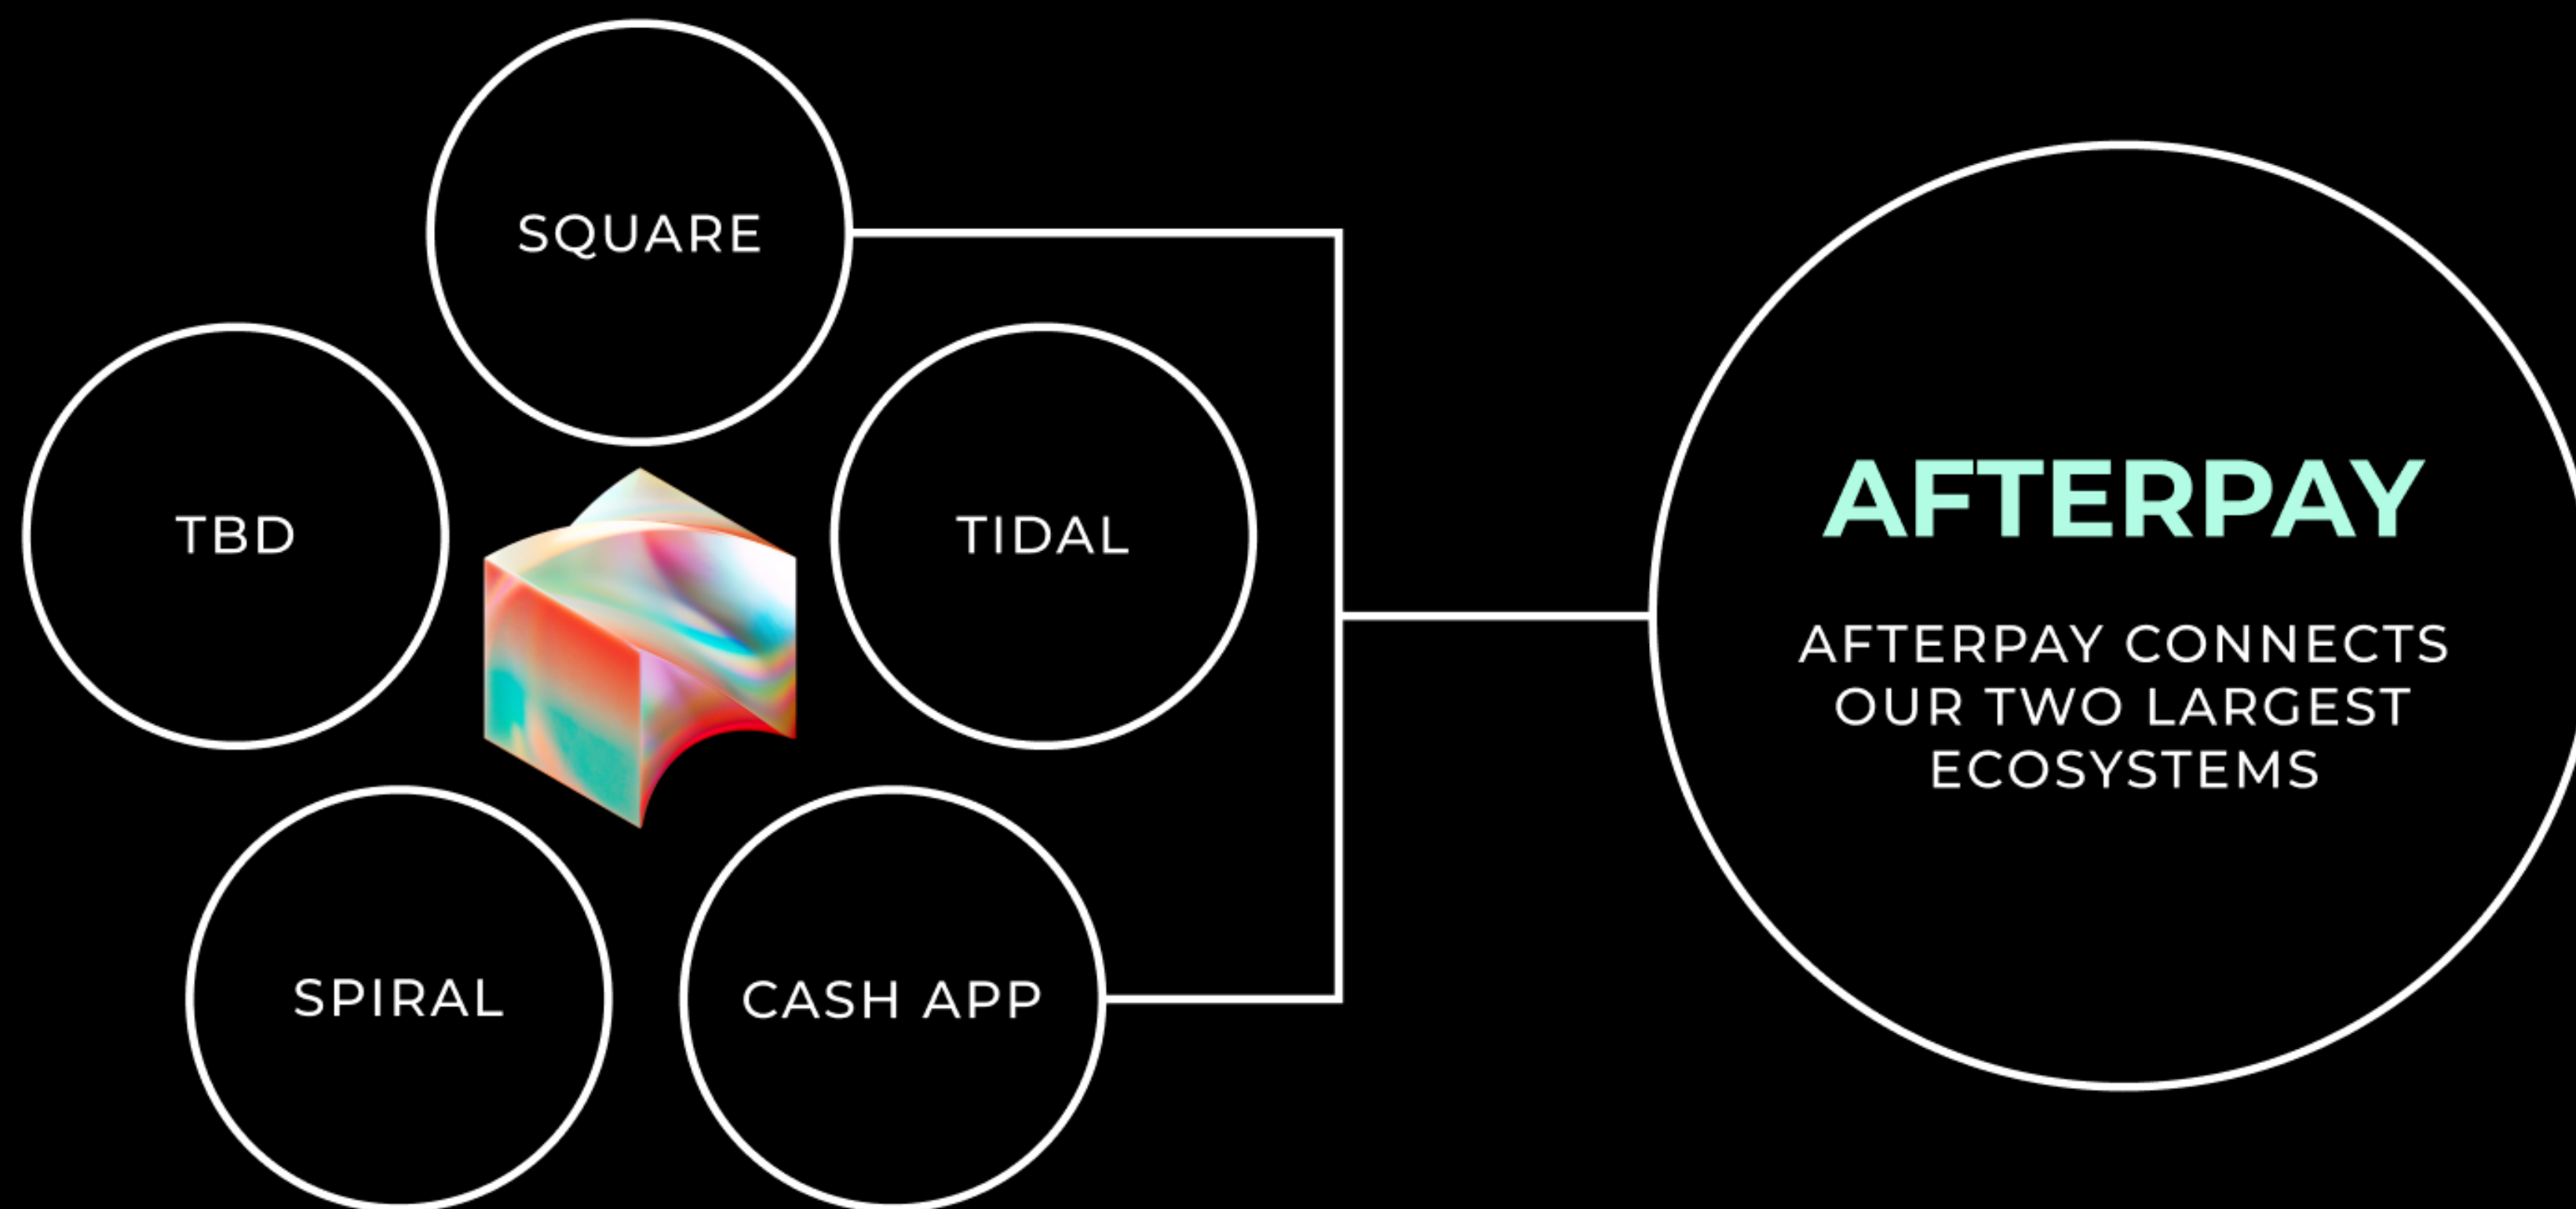 SQUARE
TBD
TIDAL
SPIRAL
CASH APP
AFTERPAY
AFTERPAY CONNECTS
OUR TWO LARGEST
ECOSYSTEMS